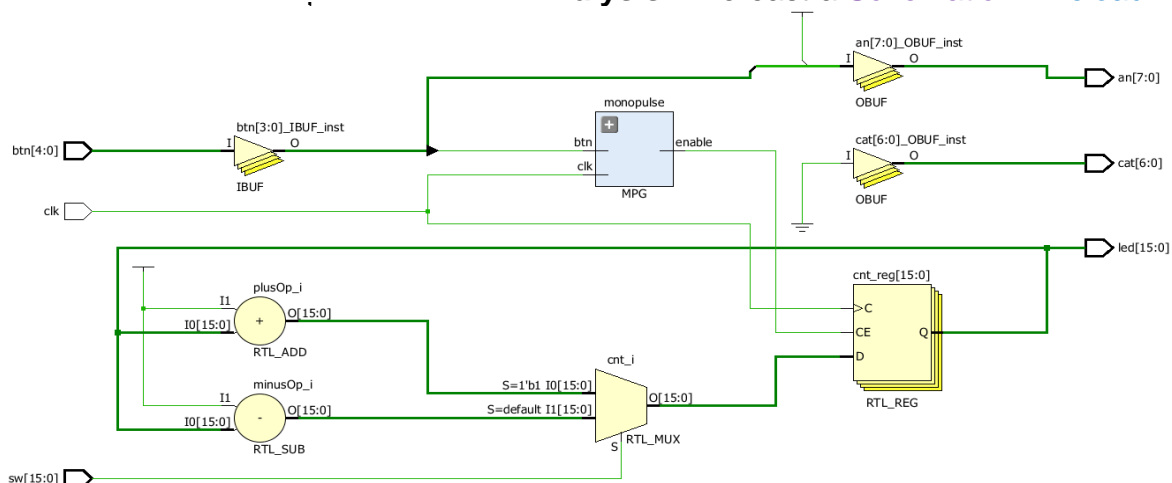 alysis
an[7:0]_OBUF_inst
I
O
an[7:0]
OBUF
monopulse
btn[3:0]_IBUF_inst
cat[6:0]_OBUF_inst
btn[4:0]
I
O
btn
enable
I
O
cat[6:0]
clk
IBUF
MPG
OBUF
clk
led[15:0]
cnt_reg[15:0]
plusOp_i
I1
O[15:0]
C
I0[15:0]
+
CE
Q
RTL_ADD
cnt_i
D
minusOp_i
S=1'b1 I0[15:0]
I1
O[15:0]
O[15:0]
S=default I1[15:0]
RTL_REG
I0[15:0]
-
RTL_MUX
RTL_SUB
S
sw[15:0]